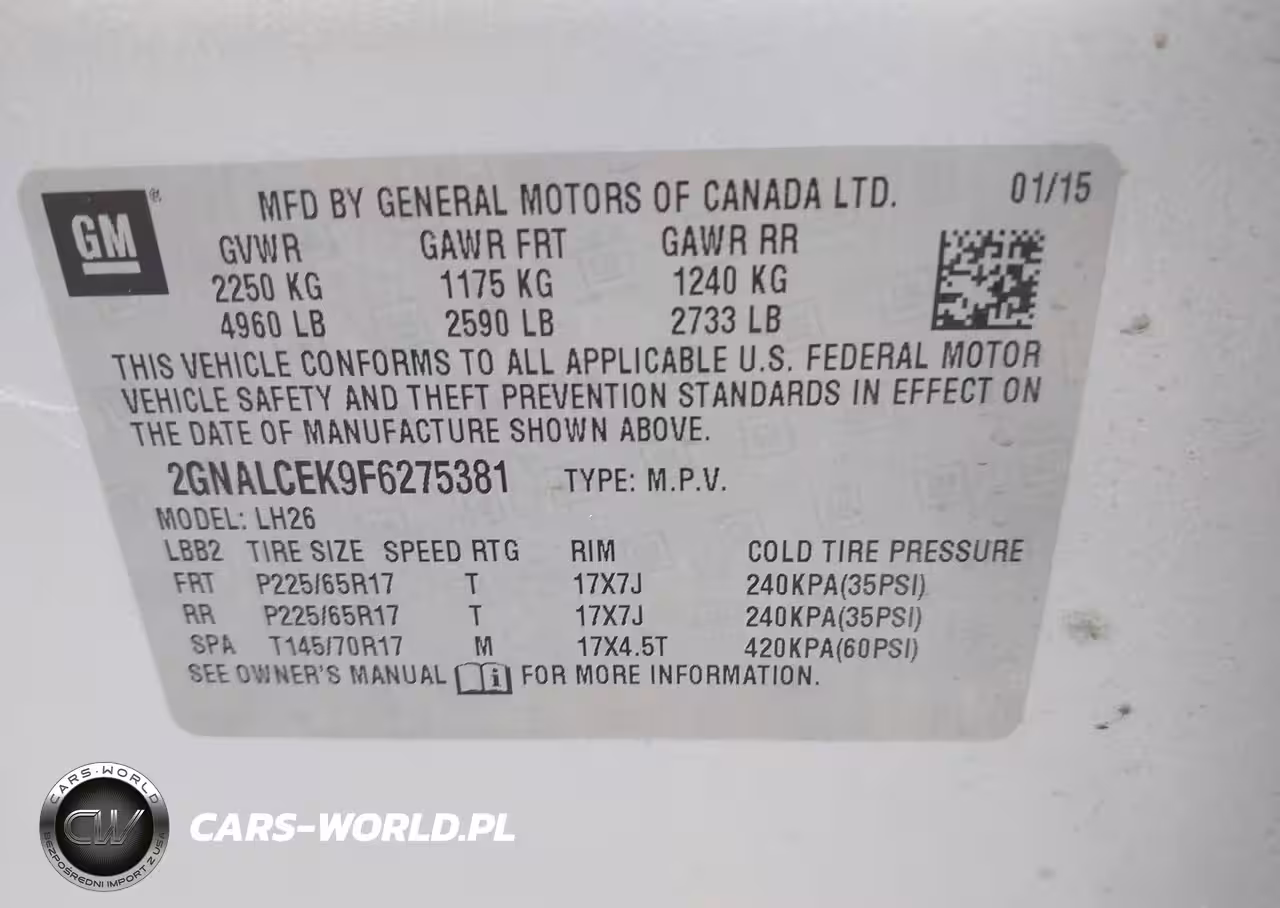 GM®
MFD BY GENERAL MOTORS OF CANADA LTD. 01/15
GVWR GAWR FRT GAWR RR
2250 KG 1175 KG 1240 KG
4960 LB 2590 LB 2733 LB
THIS VEHICLE CONFORMS TO ALL APPLICABLE U.S. FEDERAL MOTOR
VEHICLE SAFETY AND THEFT PREVENTION STANDARDS IN EFFECT ON
THE DATE OF MANUFACTURE SHOWN ABOVE.
2GNALCEK9F6275381 TYPE: M.P.V.
MODEL: LH26
LBB2 TIRE SIZE SPEED RTG RIM COLD TIRE PRESSURE
FRT P225/65R17 T 17X7J 240KPA(35PSI)
RR P225/65R17 T 17X7J 240KPA(35PSI)
SPA T145/70R17 M 17X4.5T 420KPA(60PSI)
SEE OWNER'S MANUAL i FOR MORE INFORMATION.
CARS-WORLD
CW
BEZPOŚREDNI IMPORT Z USA
CARS-WORLD.PL